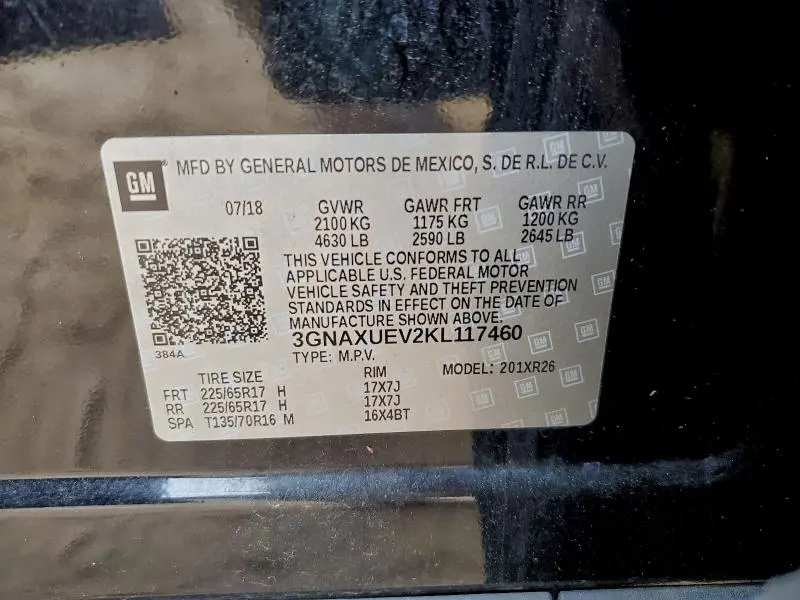 GM
MFD BY GENERAL MOTORS DE MEXICO, S. DE R.L. DE C.V.
07/18 GVWR GAWR FRT GAWR RR
2100 KG 1175 KG 1200 KG
4630 LB 2590 LB 2645 LB
THIS VEHICLE CONFORMS TO ALL
APPLICABLE U.S. FEDERAL MOTOR
VEHICLE SAFETY AND THEFT PREVENTION
STANDARDS IN EFFECT ON THE DATE OF
MANUFACTURE SHOWN ABOVE.
3GNAXUEV2KL117460
384A
TYPE: M.P.V. MODEL: 201XR26
TIRE SIZE RIM
FRT 225/65R17 H 17X7J
RR 225/65R17 H 17X7J
SPA T135/70R16 M 16X4BT